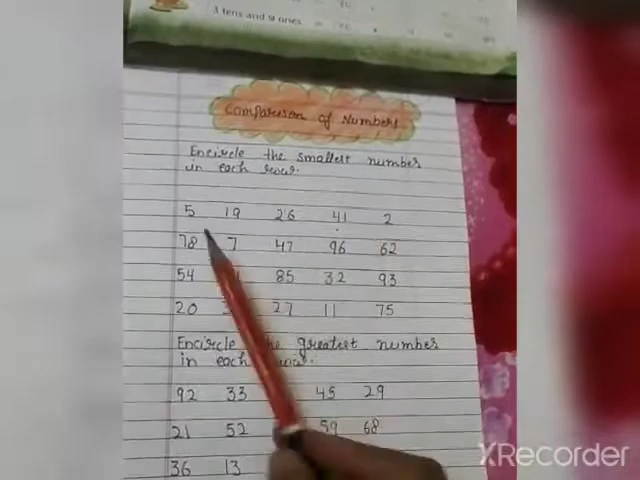 3 tens and 9 ones
Comparison of Numbers
Encircle the smallest number
in each row.
5 19 26 41 2
78 7 47 96 62
54 85 32 93
20 27 11 75
Encircle the greatest number
in each row.
92 33 45 29
21 52 59 68
36 13
XRecorder